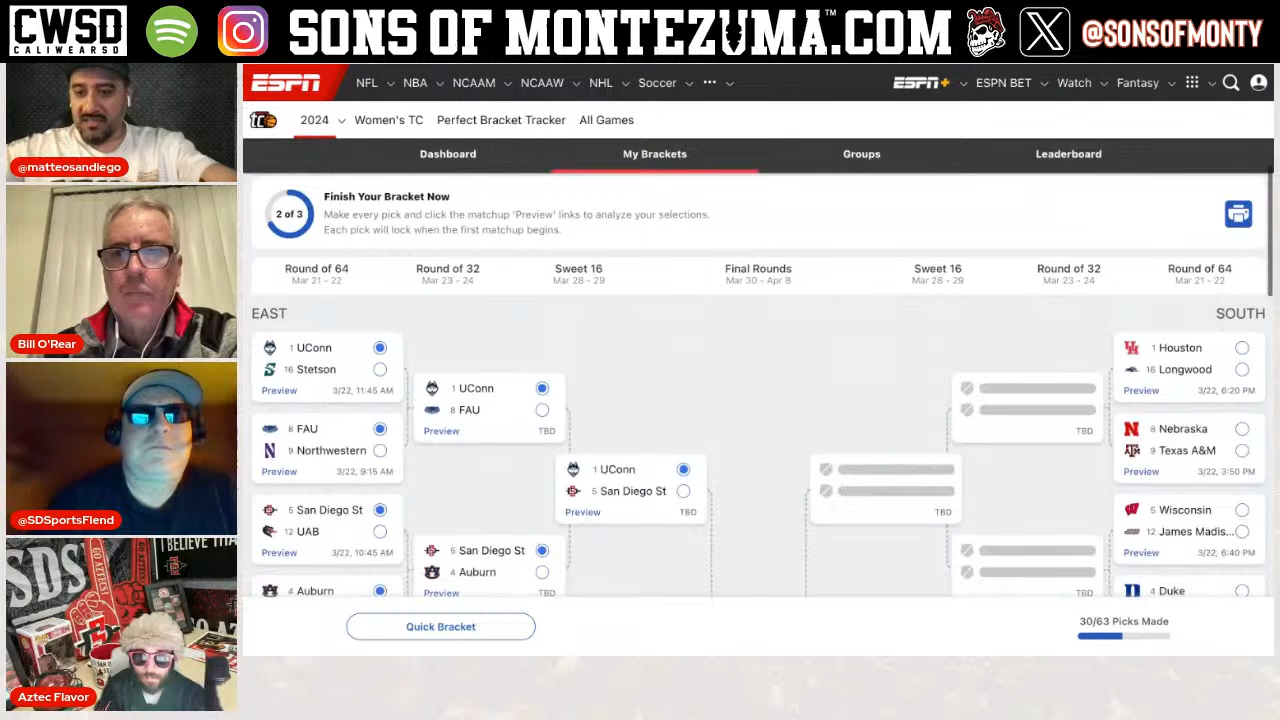 CWSD
CALIWEARSD
SONS OF MONTEZUMA.COM™
@SONSOFMONTY
@matteosandiego
Bill O'Rear
@SDSportsFiend
SDS
GO AZTECS!
I BELIEVE THA
Aztec Flavor
ESPN
NFL
NBA
NCAAM
NCAAW
NHL
Soccer
ESPN+
ESPN BET
Watch
Fantasy
tc
2024
Women's TC
Perfect Bracket Tracker
All Games
Dashboard
My Brackets
Groups
Leaderboard
2 of 3
Finish Your Bracket Now
Make every pick and click the matchup 'Preview' links to analyze your selections.
Each pick will lock when the first matchup begins.
Round of 64
Mar 21 - 22
Round of 32
Mar 23 - 24
Sweet 16
Mar 28 - 29
Final Rounds
Mar 30 - Apr 8
Sweet 16
Mar 28 - 29
Round of 32
Mar 23 - 24
Round of 64
Mar 21 - 22
EAST
SOUTH
1 UConn
16 Stetson
Preview 3/22, 11:45 AM
8 FAU
9 Northwestern
Preview 3/22, 9:15 AM
5 San Diego St
12 UAB
Preview 3/22, 10:45 AM
4 Auburn
1 UConn
8 FAU
Preview TBD
5 San Diego St
4 Auburn
Preview TBD
1 UConn
5 San Diego St
Preview TBD
TBD
TBD
TBD
1 Houston
16 Longwood
Preview 3/22, 6:20 PM
8 Nebraska
9 Texas A&M
Preview 3/22, 3:50 PM
5 Wisconsin
12 James Madis...
Preview 3/22, 6:40 PM
4 Duke
Quick Bracket
30/63 Picks Made